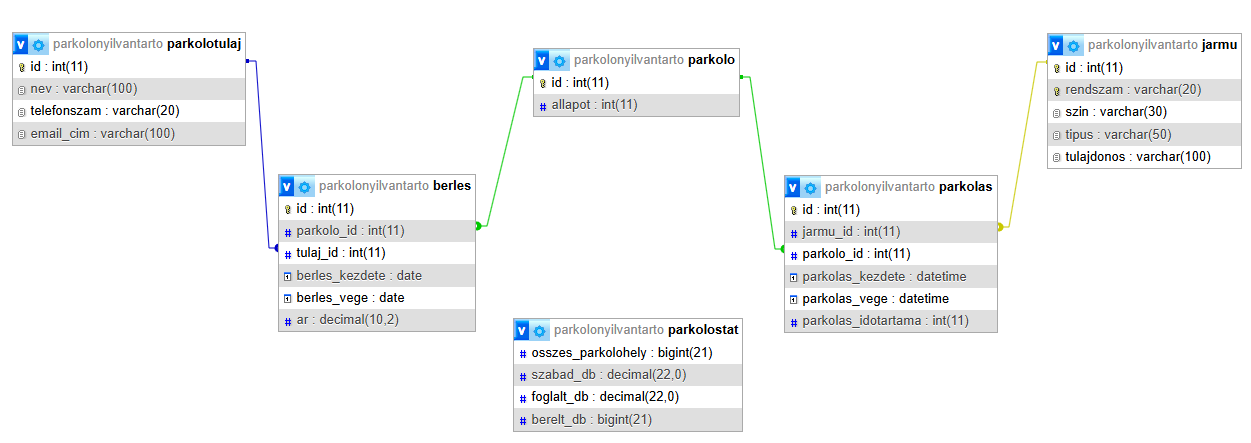 parkolonyilvantarto parkolotulaj
id : int(11)
nev : varchar(100)
telefonszam : varchar(20)
email_cim : varchar(100)
parkolonyilvantarto parkolo
id : int(11)
allapot : int(11)
parkolonyilvantarto jarmu
id : int(11)
rendszam : varchar(20)
szin : varchar(30)
tipus : varchar(50)
tulajdonos : varchar(100)
parkolonyilvantarto berles
id : int(11)
parkolo_id : int(11)
tulaj_id : int(11)
berles_kezdete : date
berles_vege : date
ar : decimal(10,2)
parkolonyilvantarto parkolas
id : int(11)
jarmu_id : int(11)
parkolo_id : int(11)
parkolas_kezdete : datetime
parkolas_vege : datetime
parkolas_idotartama : int(11)
parkolonyilvantarto parkolostat
osszes_parkolohely : bigint(21)
szabad_db : decimal(22,0)
foglalt_db : decimal(22,0)
berelt_db : bigint(21)